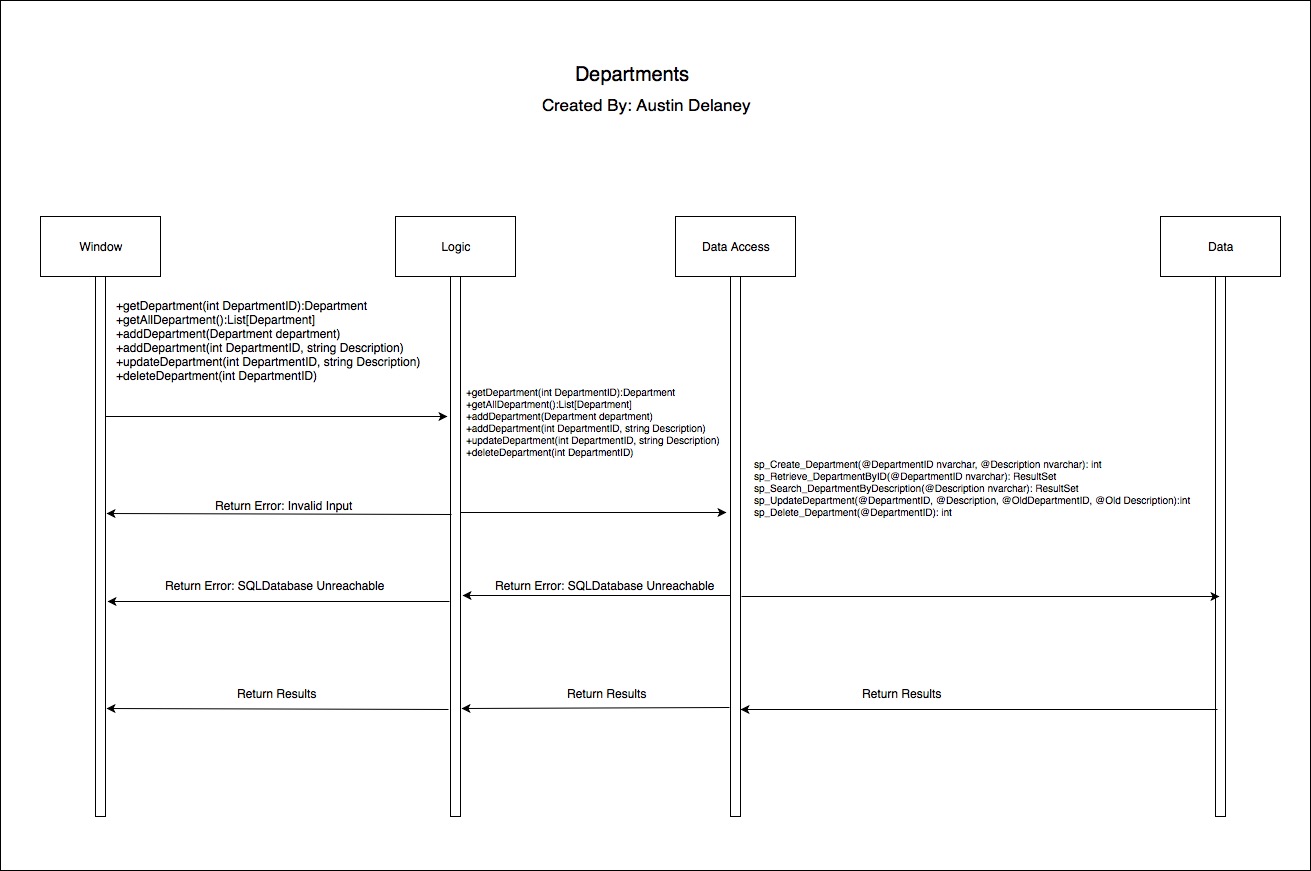 Departments
Created By: Austin Delaney
Window
Logic
Data Access
Data
+getDepartment(int DepartmentID):Department
+getAllDepartment():List[Department]
+addDepartment(Department department)
+addDepartment(int DepartmentID, string Description)
+updateDepartment(int DepartmentID, string Description)
+deleteDepartment(int DepartmentID)
+getDepartment(int DepartmentID):Department
+getAllDepartment():List[Department]
+addDepartment(Department department)
+addDepartment(int DepartmentID, string Description)
+updateDepartment(int DepartmentID, string Description)
+deleteDepartment(int DepartmentID)
sp_Create_Department(@DepartmentID nvarchar, @Description nvarchar): int
sp_Retrieve_DepartmentByID(@DepartmentID nvarchar): ResultSet
sp_Search_DepartmentByDescription(@Description nvarchar): ResultSet
sp_UpdateDepartment(@DepartmentID, @Description, @OldDepartmentID, @Old Description):int
sp_Delete_Department(@DepartmentID): int
Return Error: Invalid Input
Return Error: SQLDatabase Unreachable
Return Error: SQLDatabase Unreachable
Return Results
Return Results
Return Results